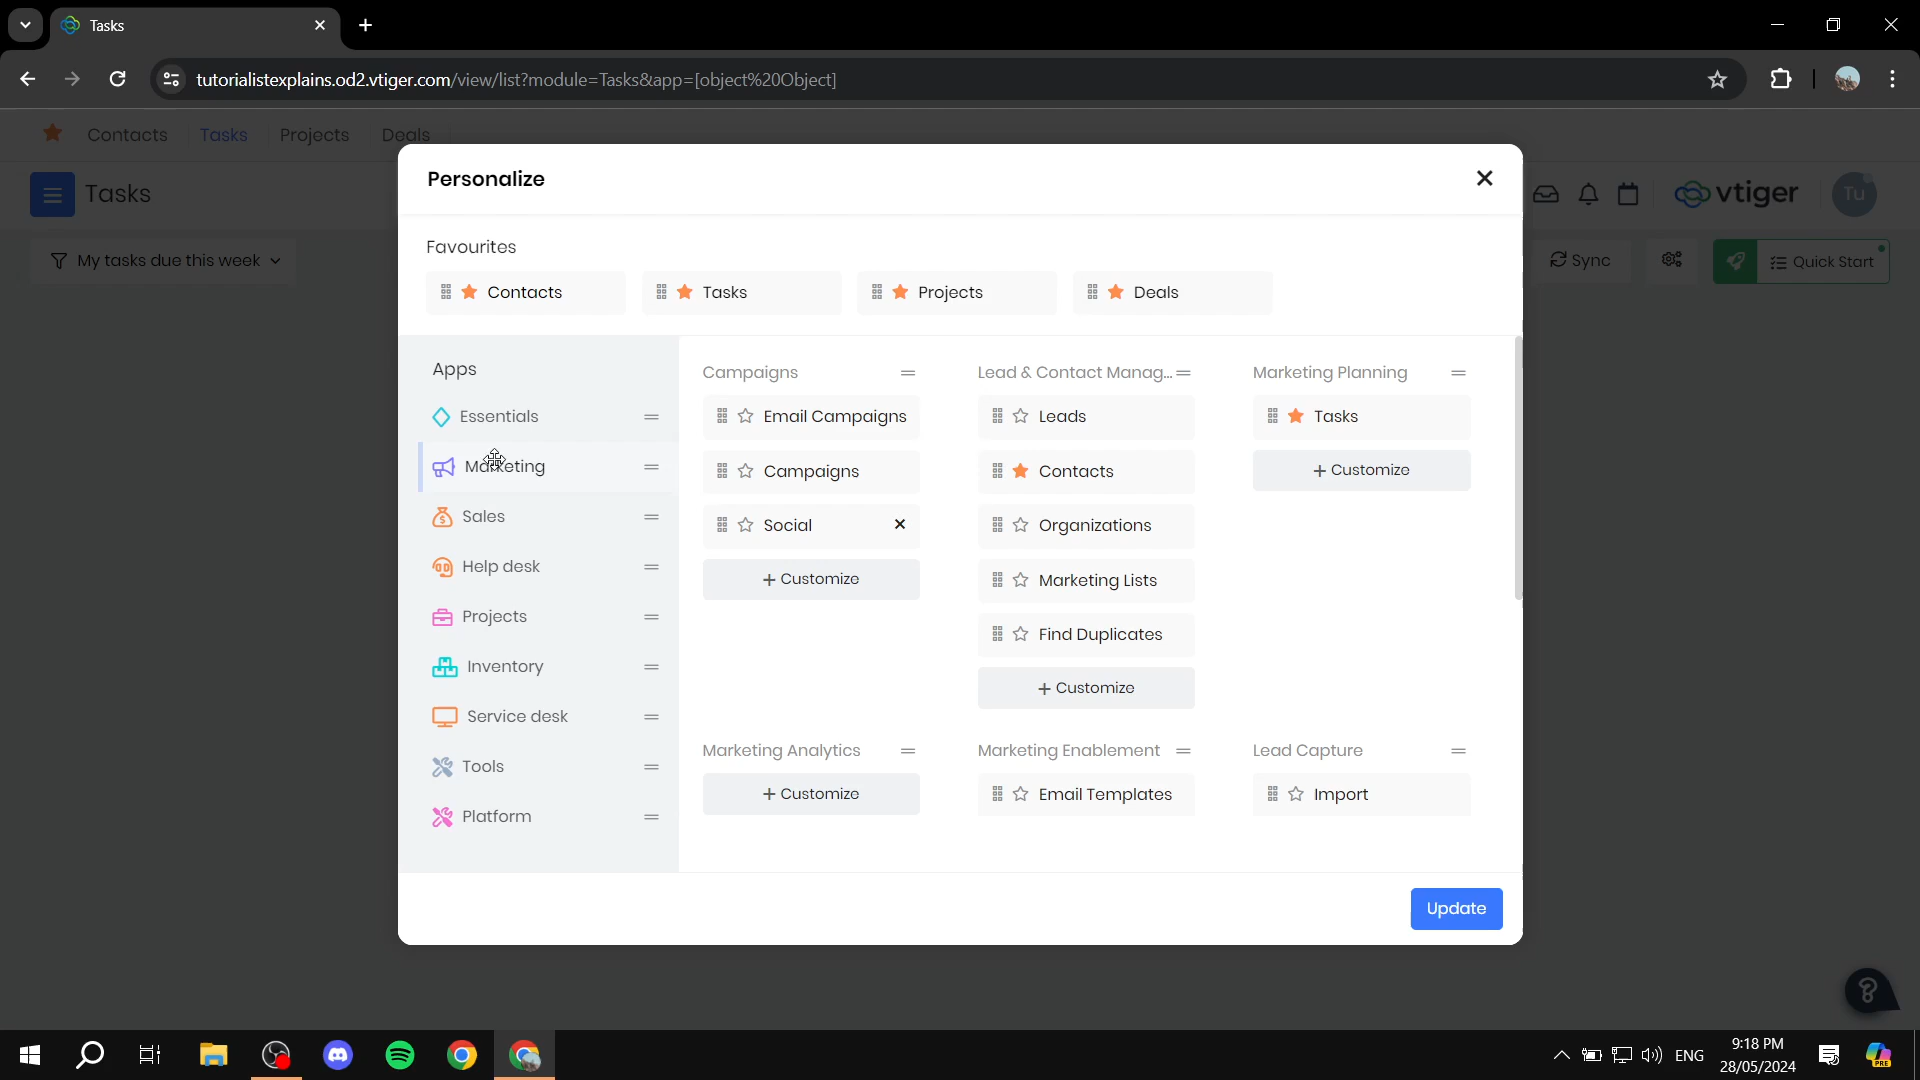 Tasks
tutorialistexplains.od2.vtiger.com/view/list?module=Tasks&app=[object%20Object]
Contacts Tasks Projects Deals
Tasks
vtiger
Tu
My tasks due this week
Sync
Quick Start
Personalize
Favourites
Contacts Tasks Projects Deals
Apps
Essentials
Marketing
Sales
Help desk
Projects
Inventory
Service desk
Tools
Platform
Campaigns
Email Campaigns
Campaigns
Social
+ Customize
Lead & Contact Manag...
Leads
Contacts
Organizations
Marketing Lists
Find Duplicates
+ Customize
Marketing Planning
Tasks
+ Customize
Marketing Analytics
+ Customize
Marketing Enablement
Email Templates
Lead Capture
Import
Update
ENG
9:18 PM
28/05/2024
PRE